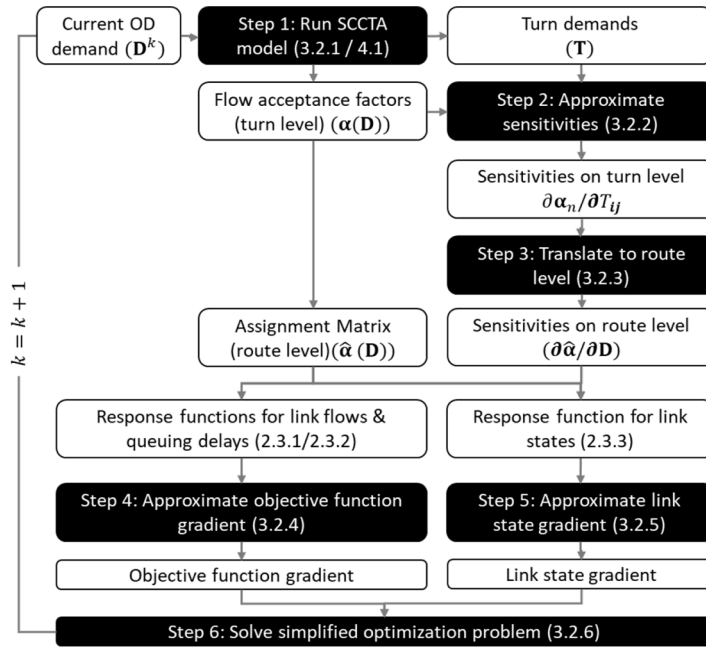 Current OD
demand (𝐃ᵏ)
Step 1: Run SCCTA
model (3.2.1 / 4.1)
Turn demands
(𝐓)
Flow acceptance factors
(turn level) (𝛂(𝐃))
Step 2: Approximate
sensitivities (3.2.2)
Sensitivities on turn level
∂𝛂ₙ/𝛛T𝒊𝒋
Step 3: Translate to route
level (3.2.3)
Assignment Matrix
(route level)(𝛂̂ (𝐃))
Sensitivities on route level
(𝛛𝛂̂/𝛛𝐃)
k = k + 1
Response functions for link flows &
queuing delays (2.3.1/2.3.2)
Response function for link
states (2.3.3)
Step 4: Approximate objective function
gradient (3.2.4)
Step 5: Approximate link
state gradient (3.2.5)
Objective function gradient
Link state gradient
Step 6: Solve simplified optimization problem (3.2.6)